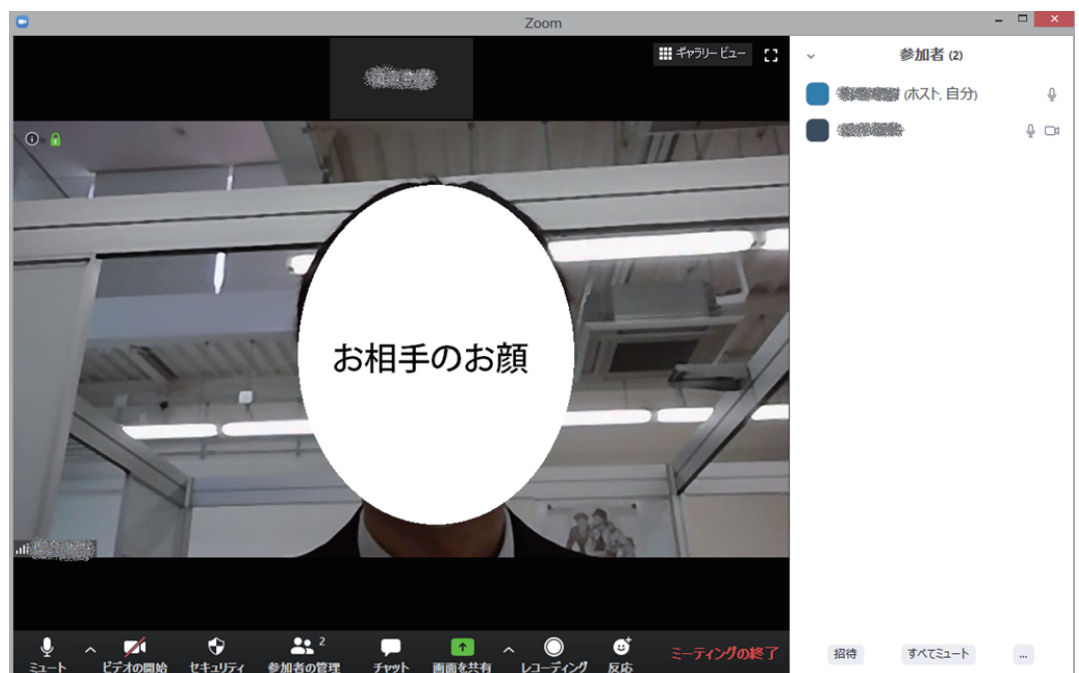 Zoom
ギャラリー ビュー
参加者 (2)
(ホスト, 自分)
お相手のお顔
ミュート
ビデオの開始
セキュリティ
2
参加者の管理
チャット
画面を共有
レコーディング
反応
ミーティングの終了
招待
すべてミュート
...